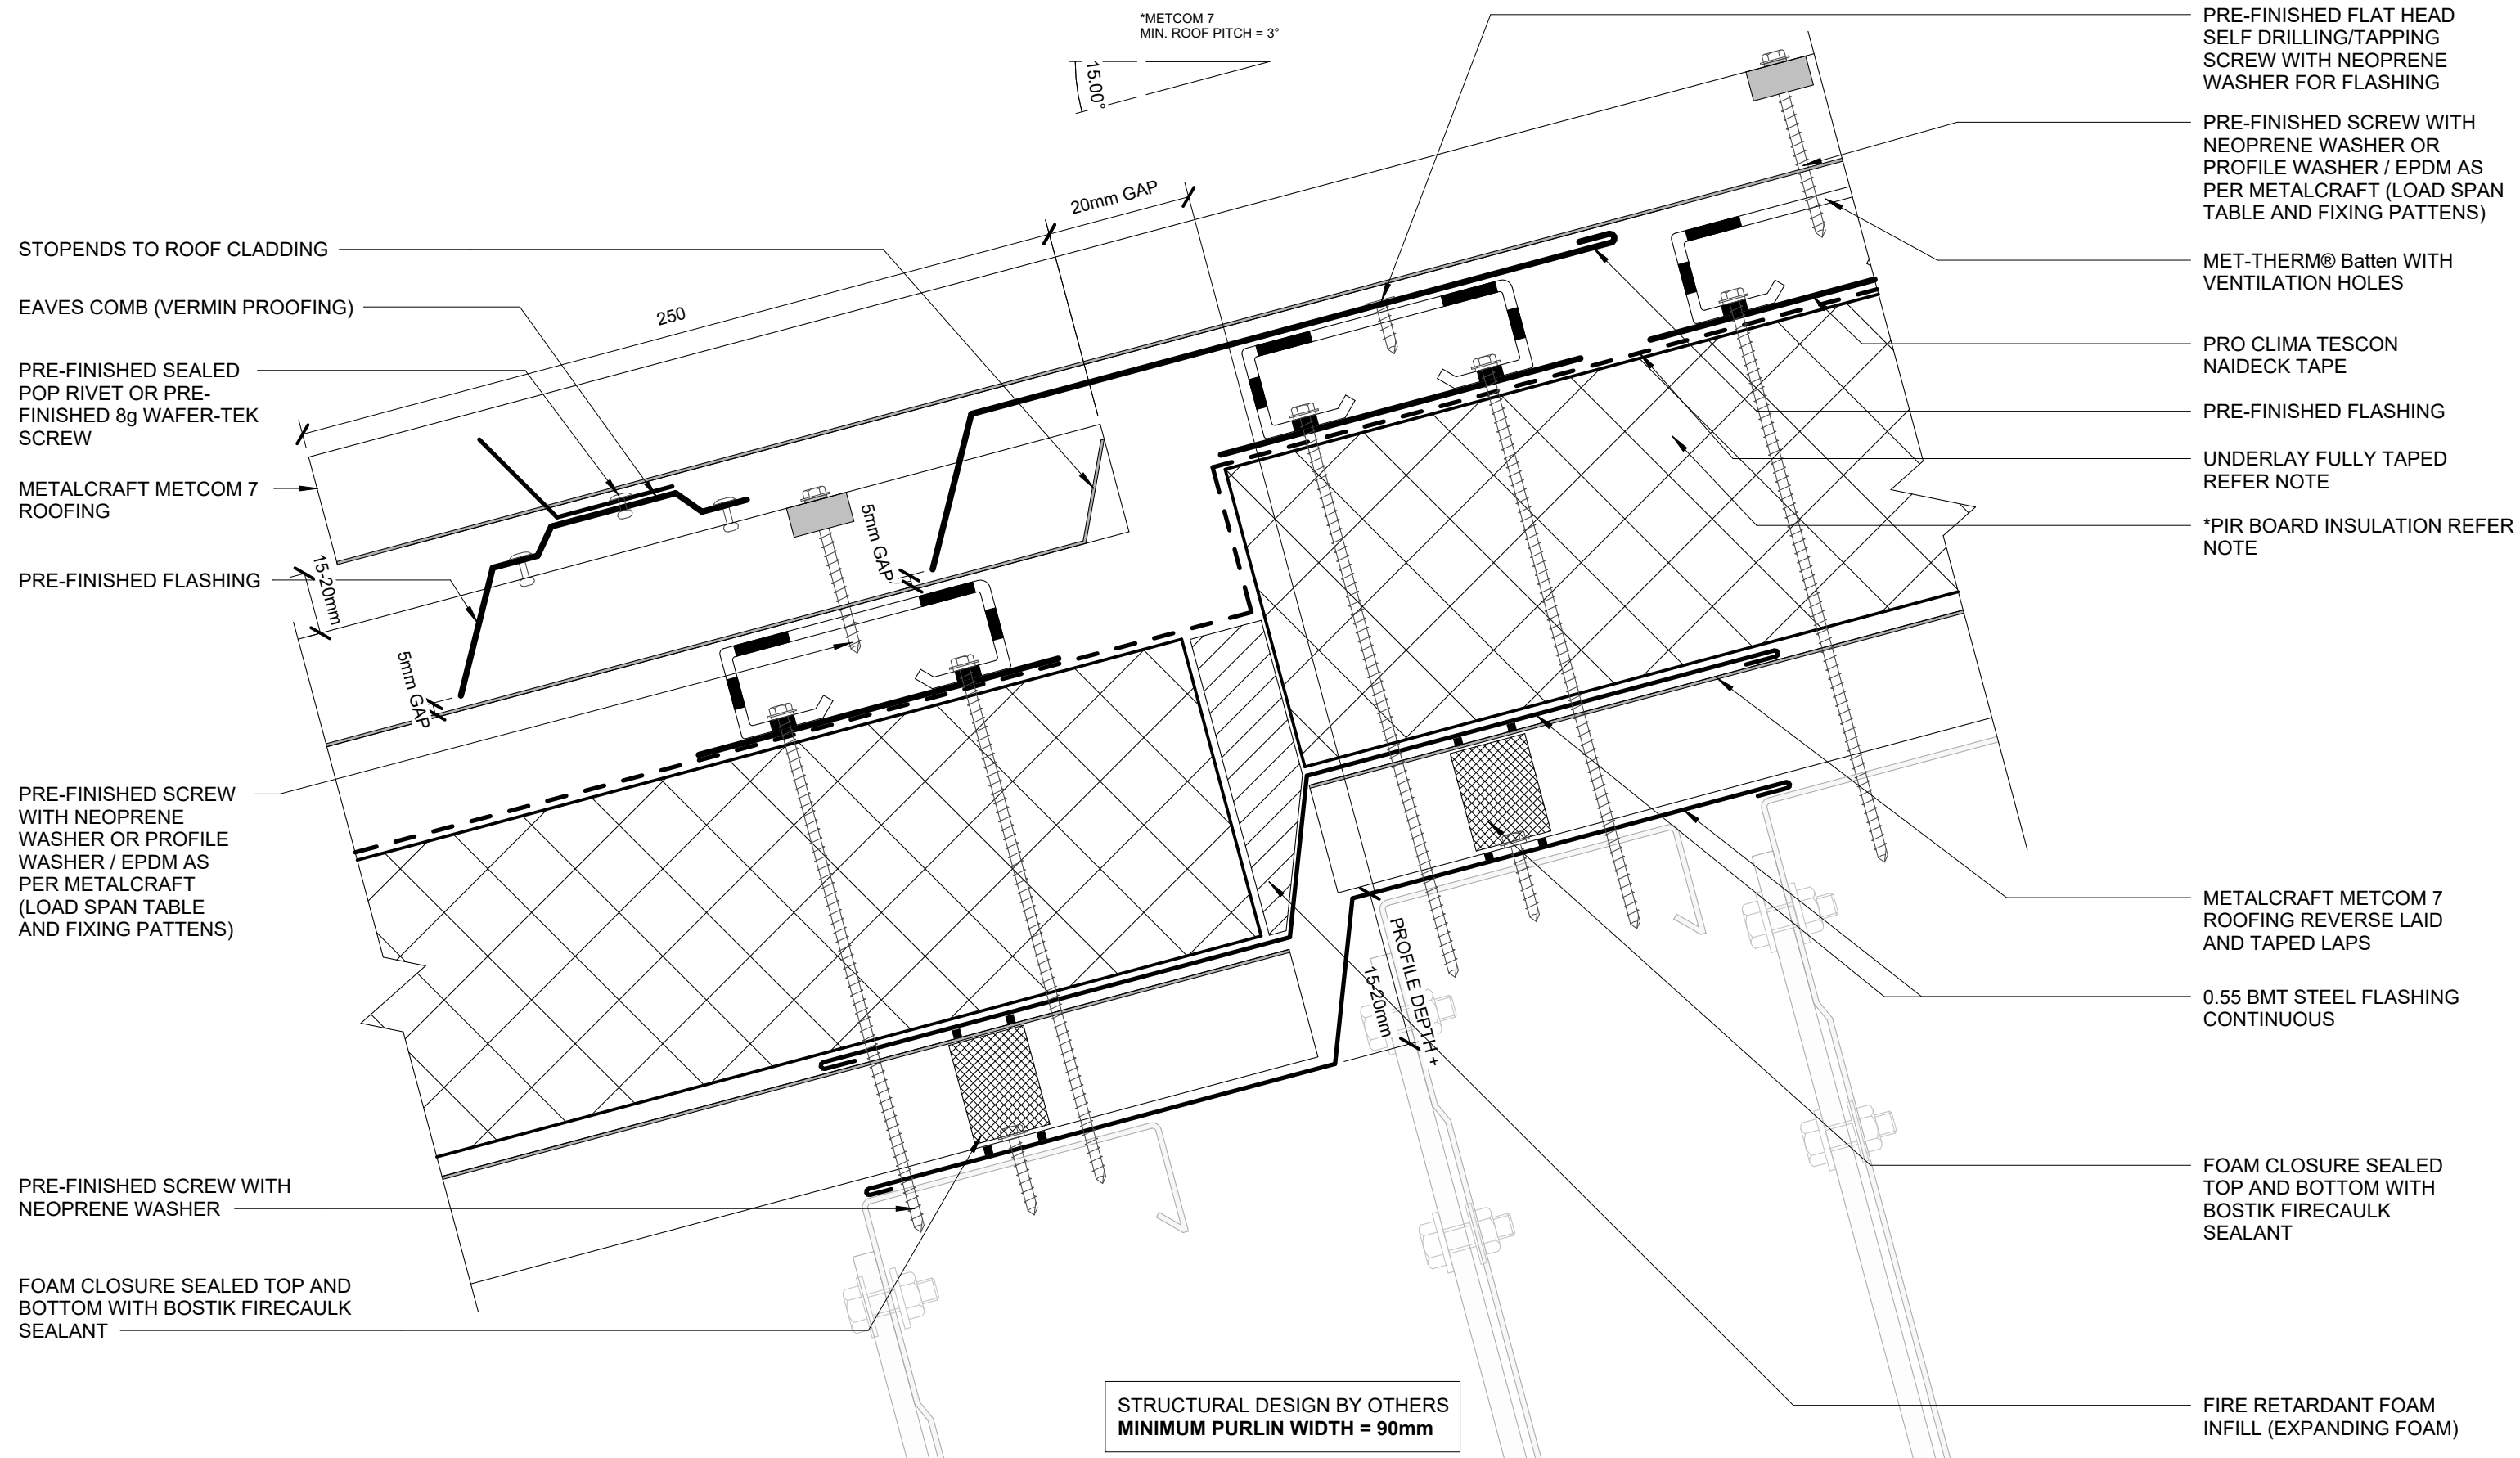 *METCOM 7
MIN. ROOF PITCH = 3°
15.00°
20mm GAP
250
5mm GAP
15-20mm
5mm GAP
PROFILE DEPTH +
15-20mm
STOPENDS TO ROOF CLADDING
EAVES COMB (VERMIN PROOFING)
PRE-FINISHED SEALED
POP RIVET OR PRE-
FINISHED 8g WAFER-TEK
SCREW
METALCRAFT METCOM 7
ROOFING
PRE-FINISHED FLASHING
PRE-FINISHED SCREW
WITH NEOPRENE
WASHER OR PROFILE
WASHER / EPDM AS
PER METALCRAFT
(LOAD SPAN TABLE
AND FIXING PATTENS)
PRE-FINISHED SCREW WITH
NEOPRENE WASHER
FOAM CLOSURE SEALED TOP AND
BOTTOM WITH BOSTIK FIRECAULK
SEALANT
STRUCTURAL DESIGN BY OTHERS
MINIMUM PURLIN WIDTH = 90mm
PRE-FINISHED FLAT HEAD
SELF DRILLING/TAPPING
SCREW WITH NEOPRENE
WASHER FOR FLASHING
PRE-FINISHED SCREW WITH
NEOPRENE WASHER OR
PROFILE WASHER / EPDM AS
PER METALCRAFT (LOAD SPAN
TABLE AND FIXING PATTENS)
MET-THERM® Batten WITH
VENTILATION HOLES
PRO CLIMA TESCON
NAIDECK TAPE
PRE-FINISHED FLASHING
UNDERLAY FULLY TAPED
REFER NOTE
*PIR BOARD INSULATION REFER
NOTE
METALCRAFT METCOM 7
ROOFING REVERSE LAID
AND TAPED LAPS
0.55 BMT STEEL FLASHING
CONTINUOUS
FOAM CLOSURE SEALED
TOP AND BOTTOM WITH
BOSTIK FIRECAULK
SEALANT
FIRE RETARDANT FOAM
INFILL (EXPANDING FOAM)